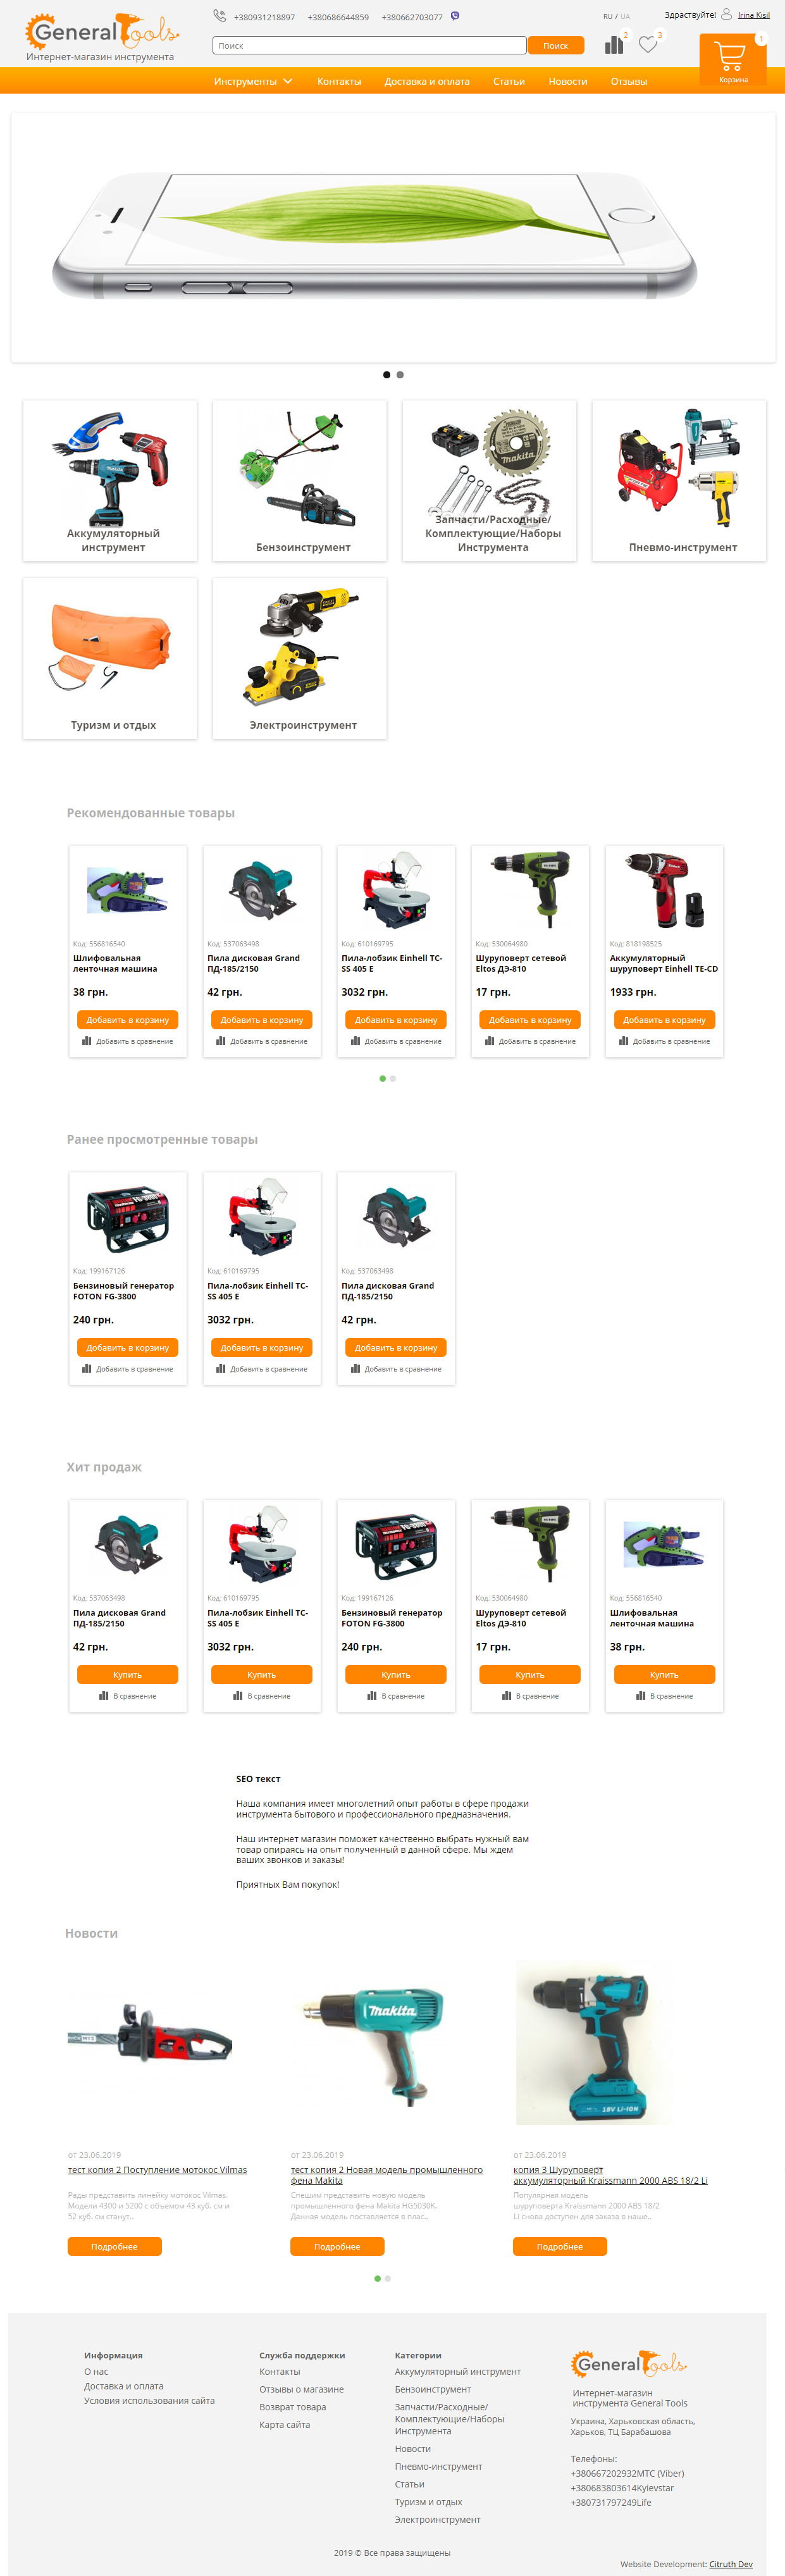 GeneralTools
Интернет-магазин инструмента
+380931218897 +380686644859 +380662703077
RU / UA
Здраствуйте! Irina Kisil
Поиск
Поиск
2
3
1
Корзина
Инструменты Контакты Доставка и оплата Статьи Новости Отзывы
Аккумуляторный
инструмент
Бензоинструмент
Запчасти/Расходные/
Комплектующие/Наборы
Инструмента
Пневмо-инструмент
Туризм и отдых
Электроинструмент
Рекомендованные товары
Код: 556816540
Шлифовальная
ленточная машина
38 грн.
Добавить в корзину
Добавить в сравнение
Код: 537063498
Пила дисковая Grand
ПД-185/2150
42 грн.
Добавить в корзину
Добавить в сравнение
Код: 610169795
Пила-лобзик Einhell TC-
SS 405 E
3032 грн.
Добавить в корзину
Добавить в сравнение
Код: 530064980
Шуруповерт сетевой
Eltos ДЭ-810
17 грн.
Добавить в корзину
Добавить в сравнение
Код: 818198525
Аккумуляторный
шуруповерт Einhell TE-CD
1933 грн.
Добавить в корзину
Добавить в сравнение
Ранее просмотренные товары
Код: 199167126
Бензиновый генератор
FOTON FG-3800
240 грн.
Добавить в корзину
Добавить в сравнение
Код: 610169795
Пила-лобзик Einhell TC-
SS 405 E
3032 грн.
Добавить в корзину
Добавить в сравнение
Код: 537063498
Пила дисковая Grand
ПД-185/2150
42 грн.
Добавить в корзину
Добавить в сравнение
Хит продаж
Код: 537063498
Пила дисковая Grand
ПД-185/2150
42 грн.
Купить
В сравнение
Код: 610169795
Пила-лобзик Einhell TC-
SS 405 E
3032 грн.
Купить
В сравнение
Код: 199167126
Бензиновый генератор
FOTON FG-3800
240 грн.
Купить
В сравнение
Код: 530064980
Шуруповерт сетевой
Eltos ДЭ-810
17 грн.
Купить
В сравнение
Код: 556816540
Шлифовальная
ленточная машина
38 грн.
Купить
В сравнение
SEO текст
Наша компания имеет многолетний опыт работы в сфере продажи
инструмента бытового и профессионального предназначения.
Наш интернет магазин поможет качественно выбрать нужный вам
товар опираясь на опыт полученный в данной сфере. Мы ждем
ваших звонков и заказы!
Приятных Вам покупок!
Новости
makita
18V LI-ION
от 23.06.2019
тест копия 2 Поступление мотокос Vilmas
Рады представить линейку мотокос Vilmas.
Модели 4300 и 5200 с объемом 43 куб. см и
52 куб. см станут..
Подробнее
от 23.06.2019
тест копия 2 Новая модель промышленного
фена Makita
Спешим представить новую модель
промышленного фена Makita HG5030K.
Данная модель поставляется в плас..
Подробнее
от 23.06.2019
копия 3 Шуруповерт
аккумуляторный Kraissmann 2000 ABS 18/2 Li
Популярная модель
шуруповерта Kraissmann 2000 ABS 18/2
Li снова доступен для заказа в наше..
Подробнее
Информация
О нас
Доставка и оплата
Условия использования сайта
Служба поддержки
Контакты
Отзывы о магазине
Возврат товара
Карта сайта
Категории
Аккумуляторный инструмент
Бензоинструмент
Запчасти/Расходные/
Комплектующие/Наборы
Инструмента
Новости
Пневмо-инструмент
Статьи
Туризм и отдых
Электроинструмент
GeneralTools
Интернет-магазин
инструмента General Tools
Украина, Харьковская область,
Харьков, ТЦ Барабашова
Телефоны:
+380667202932МТС (Viber)
+380683803614Kyievstar
+380731797249Life
2019 © Все права защищены
Website Development: Citruth Dev